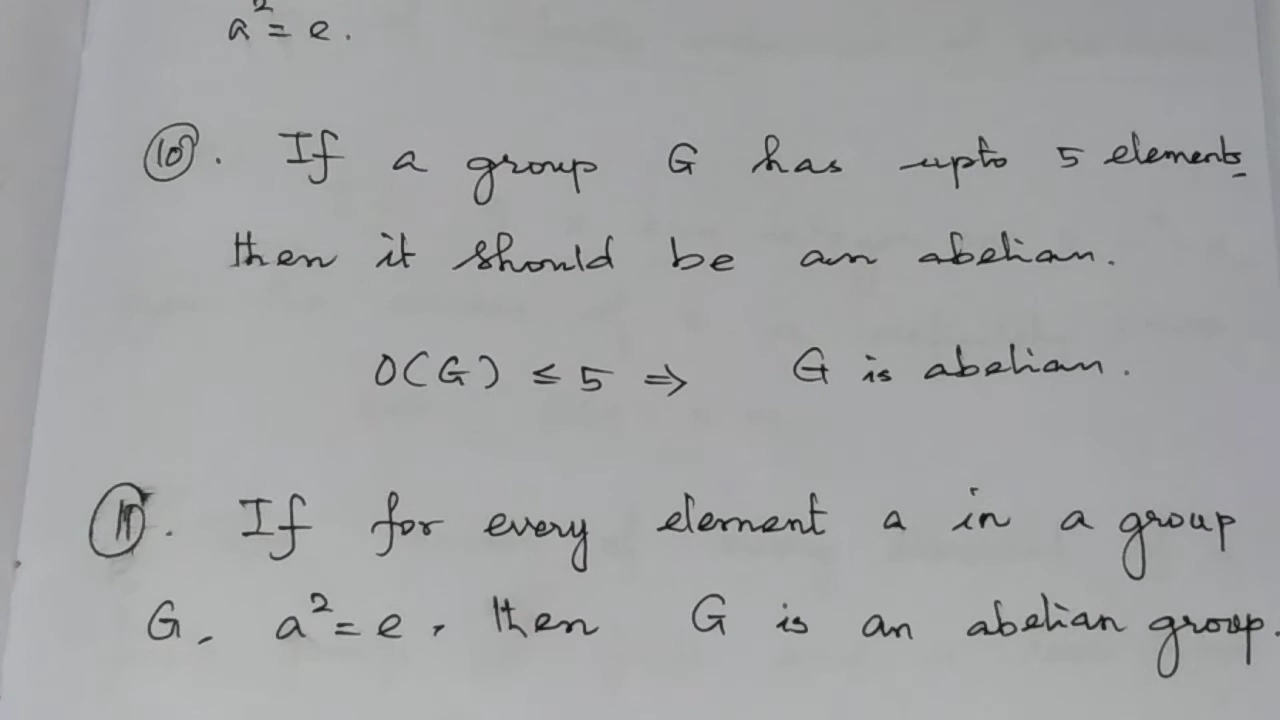 a² = e.
⑩. If a group G has upto 5 elements
then it should be an abelian.
O(G) ≤ 5 ⇒ G is abelian.
⑪. If for every element a in a group
G, a² = e, then G is an abelian group.